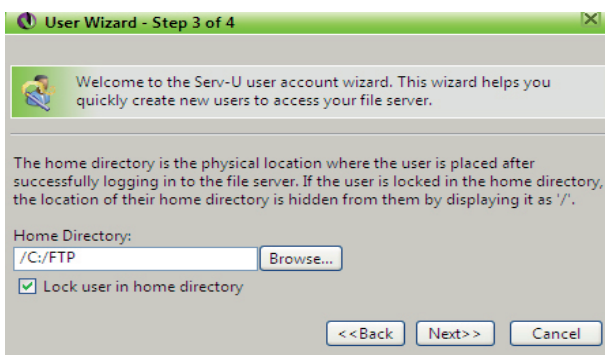 User Wizard - Step 3 of 4
Welcome to the Serv-U user account wizard. This wizard helps you
quickly create new users to access your file server.
The home directory is the physical location where the user is placed after
successfully logging in to the file server. If the user is locked in the home directory,
the location of their home directory is hidden from them by displaying it as '/'.
Home Directory:
/C:/FTP
Browse...
Lock user in home directory
<<Back
Next>>
Cancel